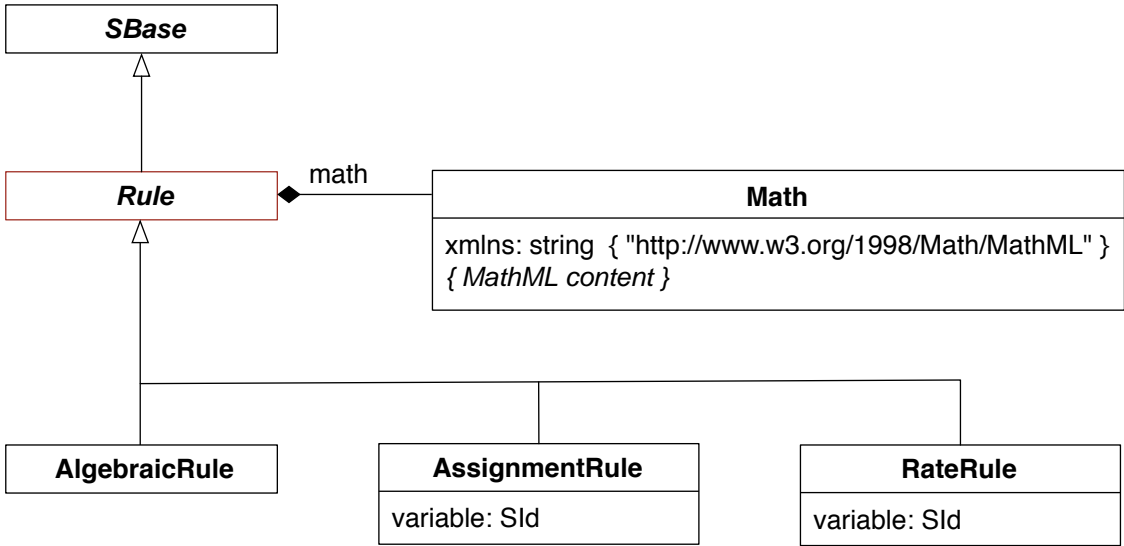 SBase
Rule
math
Math
xmlns: string { "http://www.w3.org/1998/Math/MathML" }
{ MathML content }
AlgebraicRule
AssignmentRule
variable: SId
RateRule
variable: SId